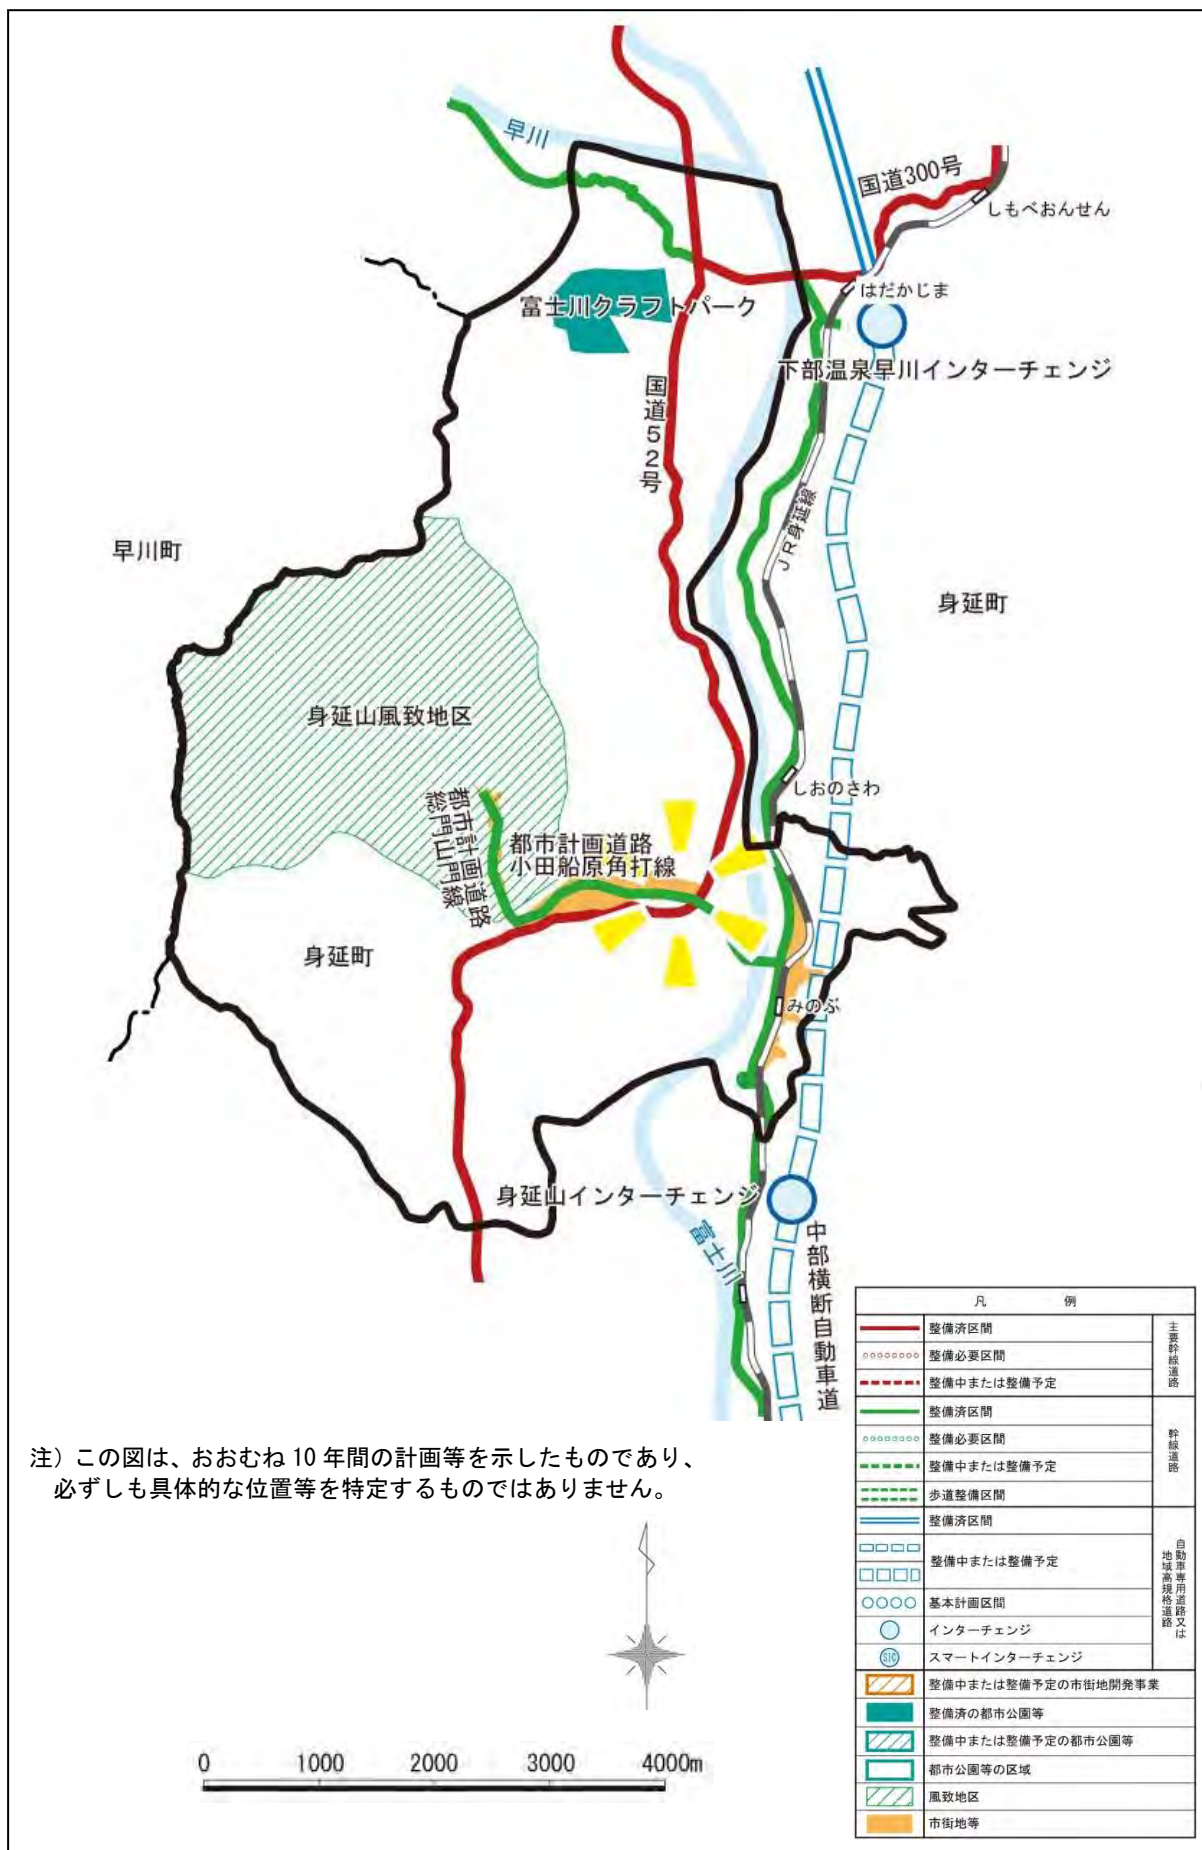 早川
国道300号
しもべおんせん
はだかじま
富士川クラフトパーク
下部温泉早川インターチェンジ
国道52号
JR身延線
早川町
身延町
身延山風致地区
しおのさわ
都市計画道路
総門山門線
都市計画道路
小田船原角打線
身延町
みのぶ
身延山インターチェンジ
富士川
中部横断自動車道
注）この図は、おおむね 10 年間の計画等を示したものであり、
必ずしも具体的な位置等を特定するものではありません。
0 1000 2000 3000 4000m
凡 例
整備済区間
整備必要区間
整備中または整備予定
主要幹線道路
整備済区間
整備必要区間
整備中または整備予定
歩道整備区間
幹線道路
整備済区間
整備中または整備予定
基本計画区間
インターチェンジ
SIC
スマートインターチェンジ
自動車専用道路又は
地域高規格道路
整備中または整備予定の市街地開発事業
整備済の都市公園等
整備中または整備予定の都市公園等
都市公園等の区域
風致地区
市街地等